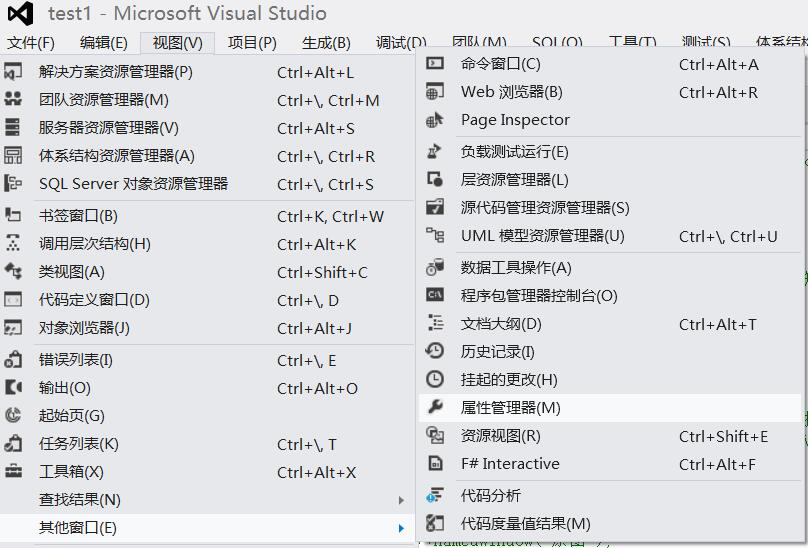 test1 - Microsoft Visual Studio
文件(F) 编辑(E) 视图(V) 项目(P) 生成(B) 调试(D) 团队(M) SQL(Q) 工具(T) 测试(S) 体系结构
解决方案资源管理器(P) Ctrl+Alt+L
团队资源管理器(M) Ctrl+\, Ctrl+M
服务器资源管理器(V) Ctrl+Alt+S
体系结构资源管理器(A) Ctrl+\, Ctrl+R
SQL Server 对象资源管理器 Ctrl+\, Ctrl+S
书签窗口(B) Ctrl+K, Ctrl+W
调用层次结构(H) Ctrl+Alt+K
类视图(A) Ctrl+Shift+C
代码定义窗口(D) Ctrl+\, D
对象浏览器(J) Ctrl+Alt+J
错误列表(I) Ctrl+\, E
输出(O) Ctrl+Alt+O
起始页(G)
任务列表(K) Ctrl+\, T
工具箱(X) Ctrl+Alt+X
查找结果(N)
其他窗口(E)
命令窗口(C) Ctrl+Alt+A
Web 浏览器(B) Ctrl+Alt+R
Page Inspector
负载测试运行(E)
层资源管理器(L)
源代码管理资源管理器(S)
UML 模型资源管理器(U) Ctrl+\, Ctrl+U
数据工具操作(A)
程序包管理器控制台(O)
文档大纲(D) Ctrl+Alt+T
历史记录(I)
挂起的更改(H)
属性管理器(M)
资源视图(R) Ctrl+Shift+E
F# Interactive Ctrl+Alt+F
代码分析
代码度量值结果(M)